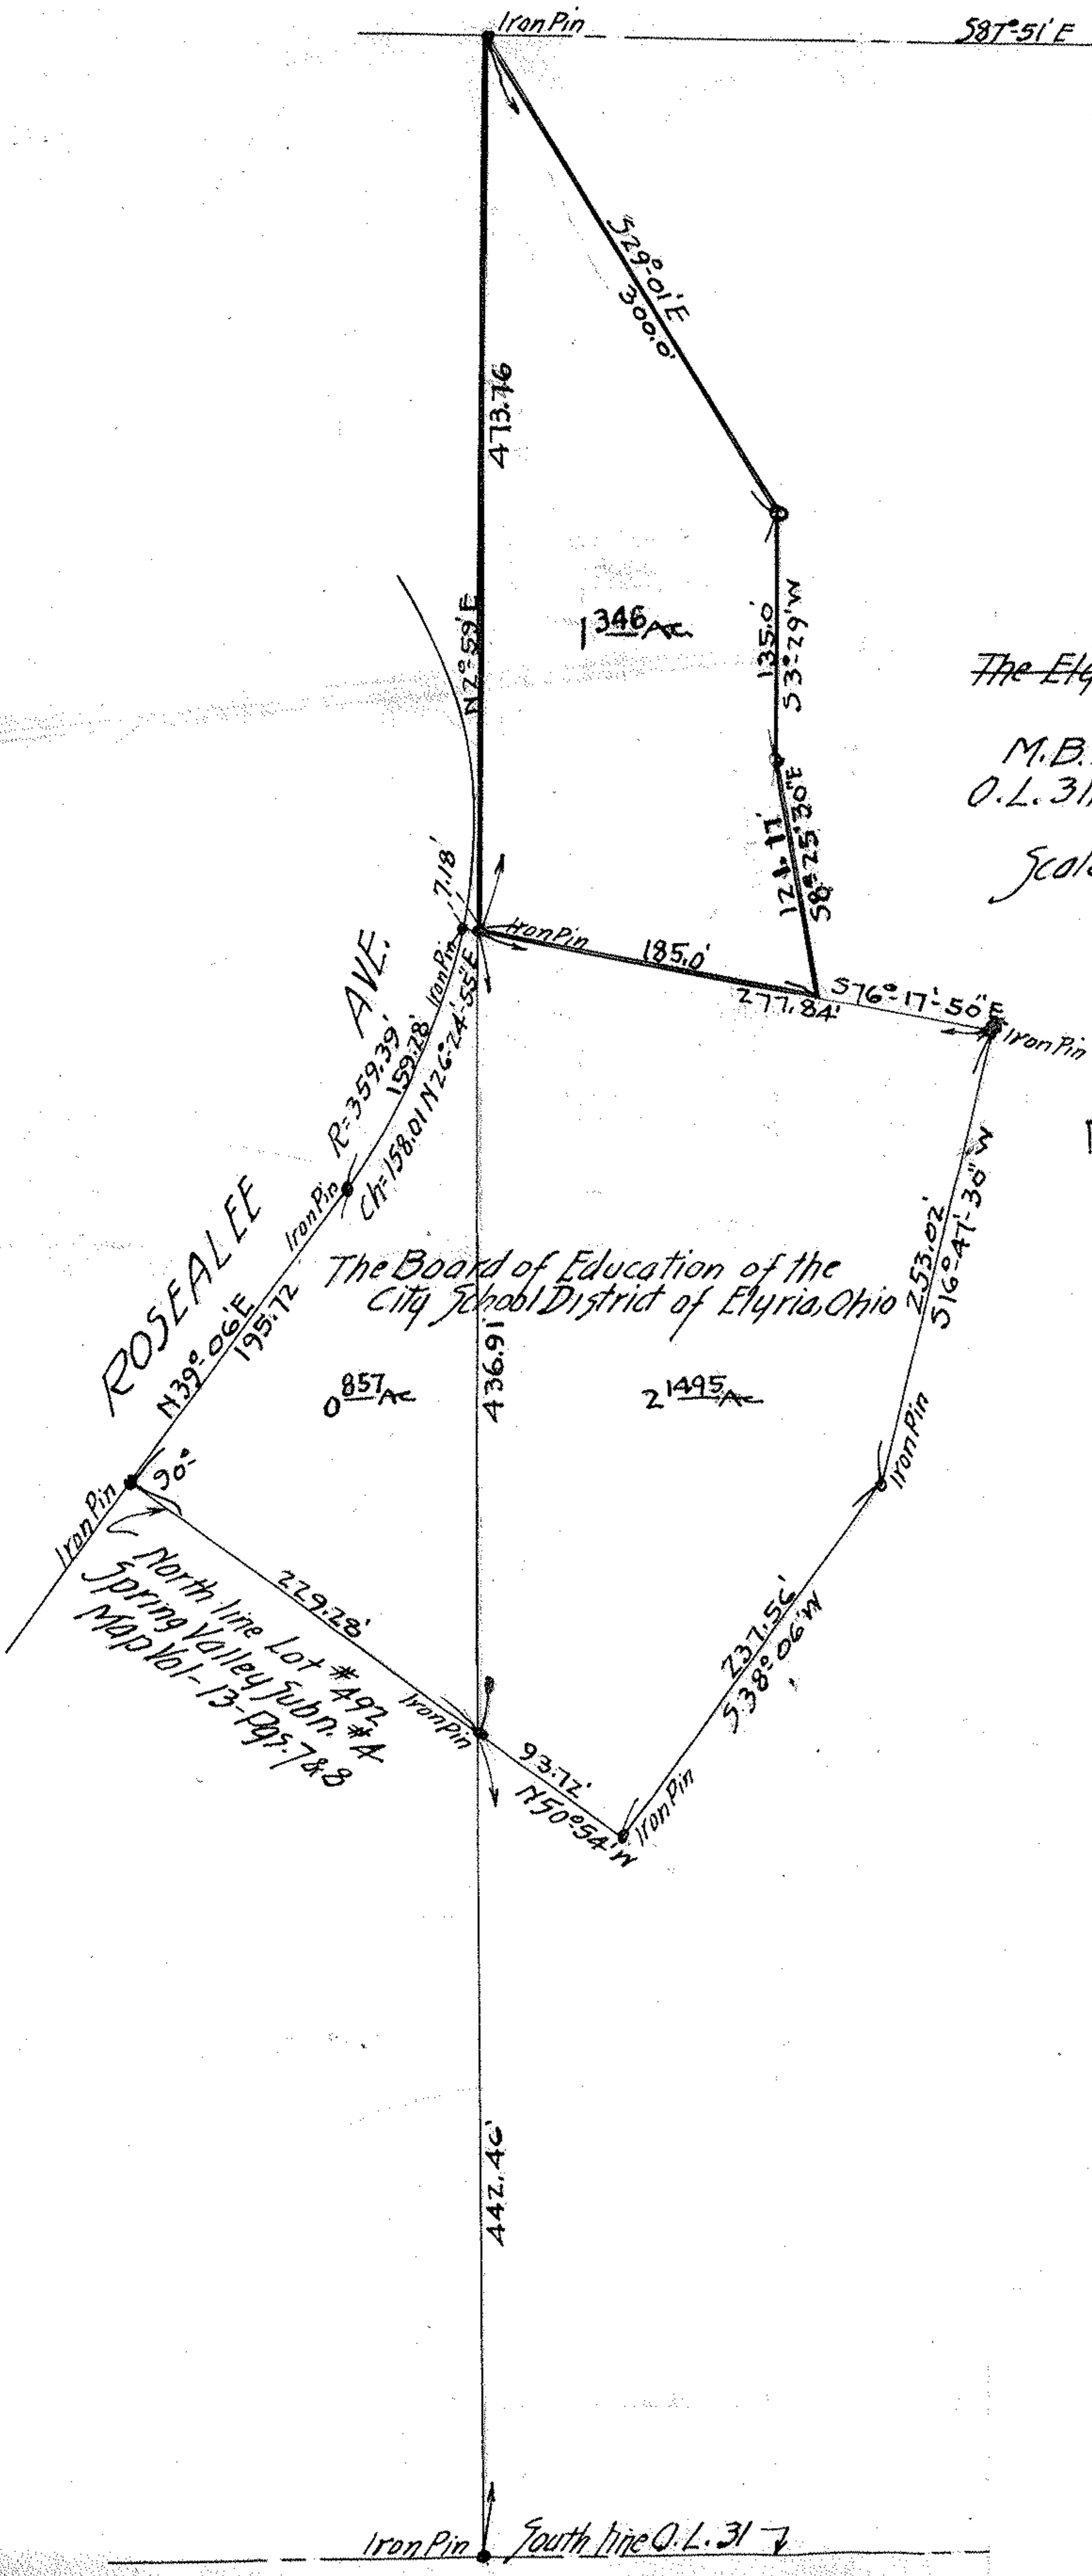 Iron Pin
S87°-51' E
S29°-01' E
300.0'
473.76
N2°-59' E
1 346 Ac
135.0'
S3°-29' W
The Ely
M.B.
O.L. 31
Scale
S8°-25'-30" E
7.18'
Iron Pin
Iron Pin
185.0'
277.84'
S76°-17'-50" E
Iron Pin
ROSEALEE AVE.
R=359.39'
159.28'
Ch=158.01 N26°-24'-55" E
Iron Pin
N39°-06' E
195.72
The Board of Education of the
City School District of Elyria, Ohio
253.02'
S16°-47'-30" W
436.91'
0 857 Ac
2 1495 Ac
Iron Pin
90°
Iron Pin
North line Lot #492
Spring Valley Subn. #4
Map Vol-13-Pgs. 7&8
229.28'
Iron Pin
93.72'
N50°-54' W
Iron Pin
237.56'
S38°-06' W
442.46'
Iron Pin
South line O.L. 31